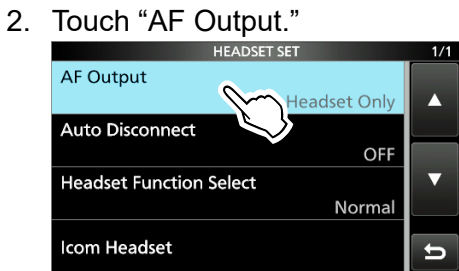 2. Touch “AF Output.”
HEADSET SET 1/1
AF Output
Headset Only
Auto Disconnect
OFF
Headset Function Select
Normal
Icom Headset